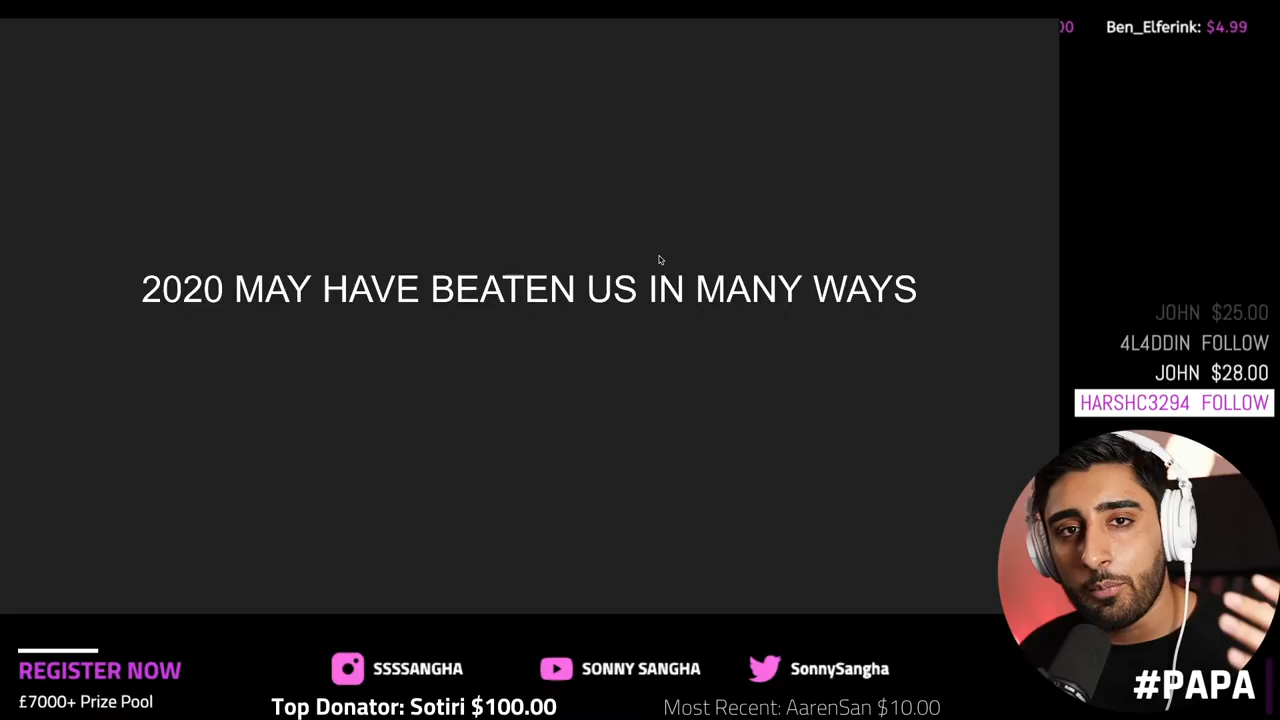 00 Ben_Elferink: $4.99
2020 MAY HAVE BEATEN US IN MANY WAYS
JOHN $25.00
4L4DDIN FOLLOW
JOHN $28.00
HARSHC3294 FOLLOW
REGISTER NOW
£7000+ Prize Pool
SSSSANGHA
SONNY SANGHA
SonnySangha
Top Donator: Sotiri $100.00
Most Recent: AarenSan $10.00
#PAPA